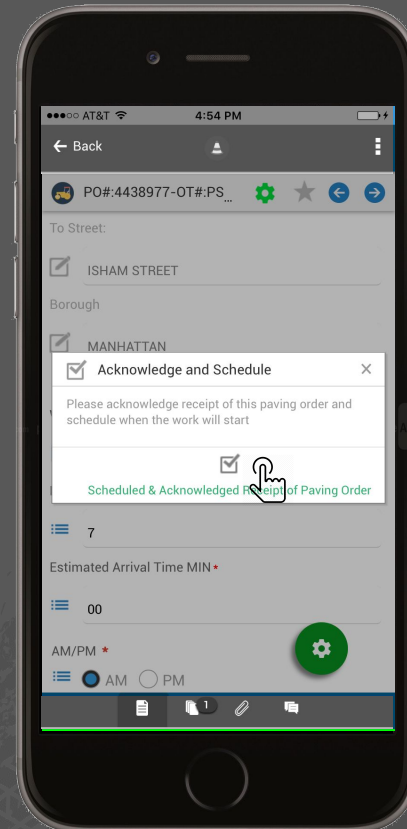 AT&T
4:54 PM
Back
PO#:4438977-OT#:PS_...
To Street:
ISHAM STREET
Borough
MANHATTAN
Acknowledge and Schedule
Please acknowledge receipt of this paving order and
schedule when the work will start
Scheduled & Acknowledged Receipt of Paving Order
7
Estimated Arrival Time MIN *
00
AM/PM *
AM PM
1